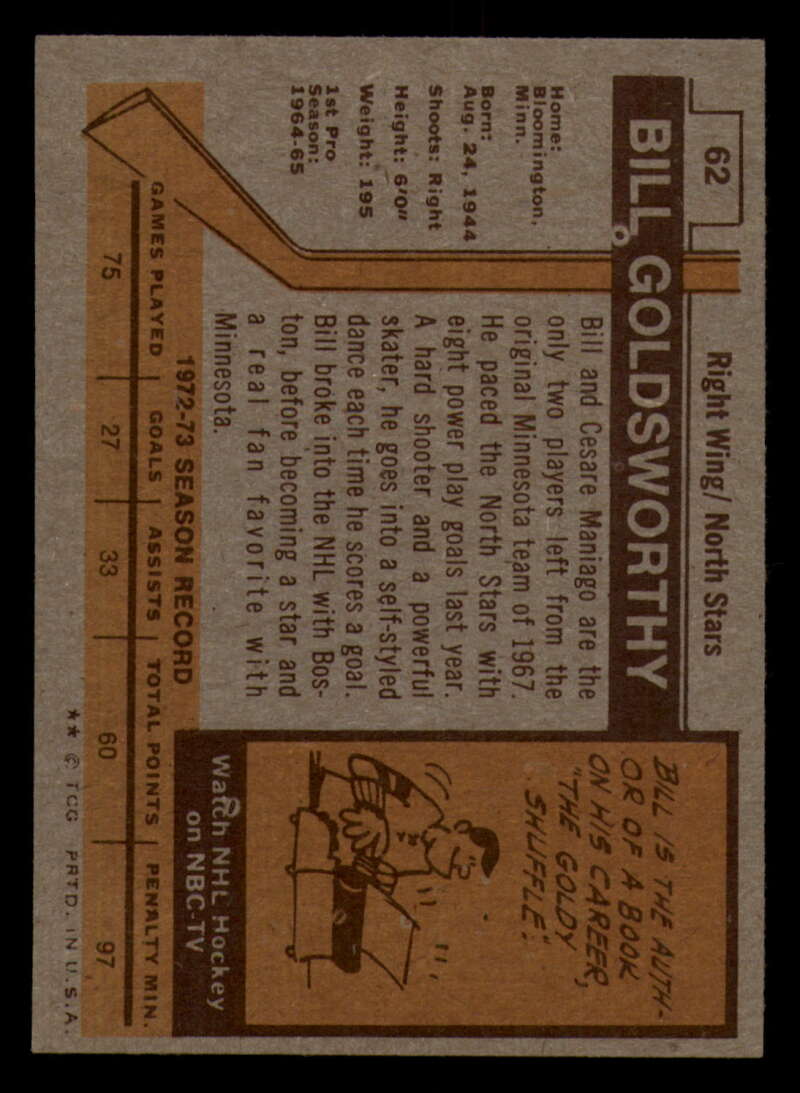 62
Right Wing/ North Stars
BILL GOLDSWORTHY
Home:
Bloomington,
Minn.
Born:
Aug. 24, 1944
Shoots: Right
Height: 6'0"
Weight: 195
1st Pro
Season:
1964-65
Bill and Cesare Maniago are the
only two players left from the
original Minnesota team of 1967.
He paced the North Stars with
eight power play goals last year.
A hard shooter and a powerful
skater, he goes into a self-styled
dance each time he scores a goal.
Bill broke into the NHL with Bos-
ton, before becoming a star and
a real fan favorite with
Minnesota.
BILL IS THE AUTH-
OR OF A BOOK
ON HIS CAREER,
"THE GOLDY
SHUFFLE".
Watch NHL Hockey
on NBC-TV
1972-73 SEASON RECORD
GAMES PLAYED GOALS ASSISTS TOTAL POINTS PENALTY MIN.
75 27 33 60 97
** © TCG PRTD. IN U.S.A.